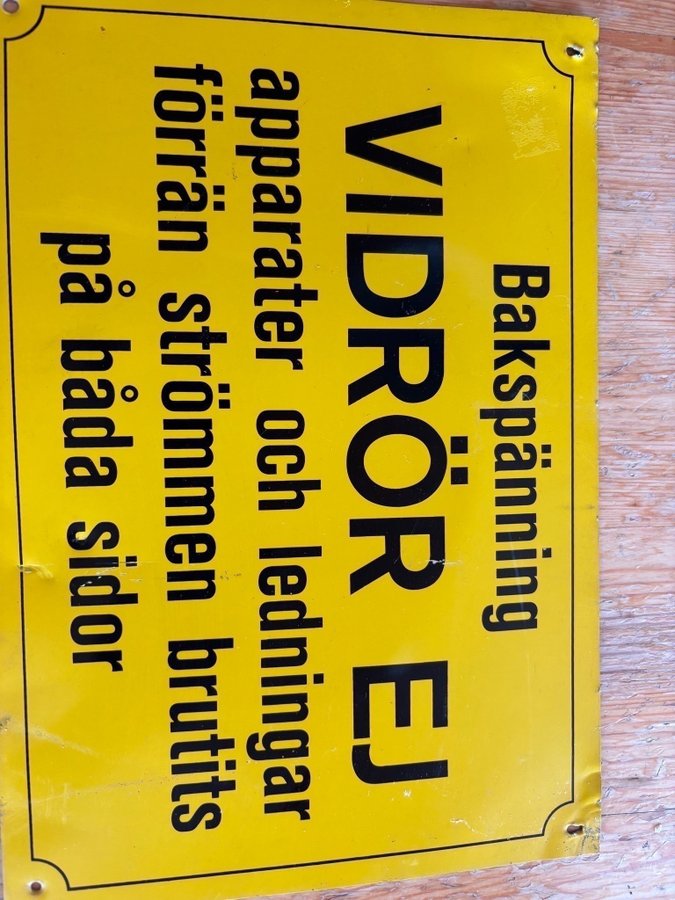 Bakspänning
VIDRÖR EJ
apparater och ledningar
förrän strömmen brutits
på båda sidor